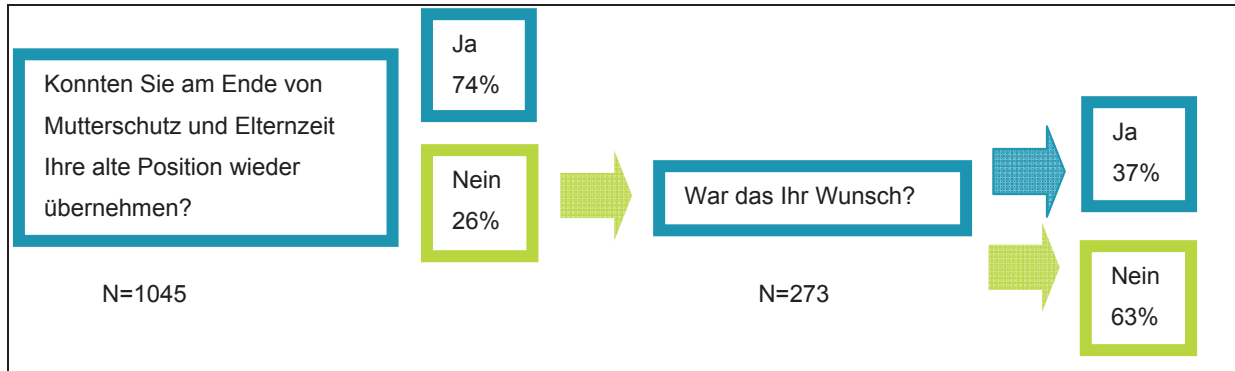 Konnten Sie am Ende von
Mutterschutz und Elternzeit
Ihre alte Position wieder
übernehmen?
N=1045
Ja
74%
Nein
26%
War das Ihr Wunsch?
N=273
Ja
37%
Nein
63%